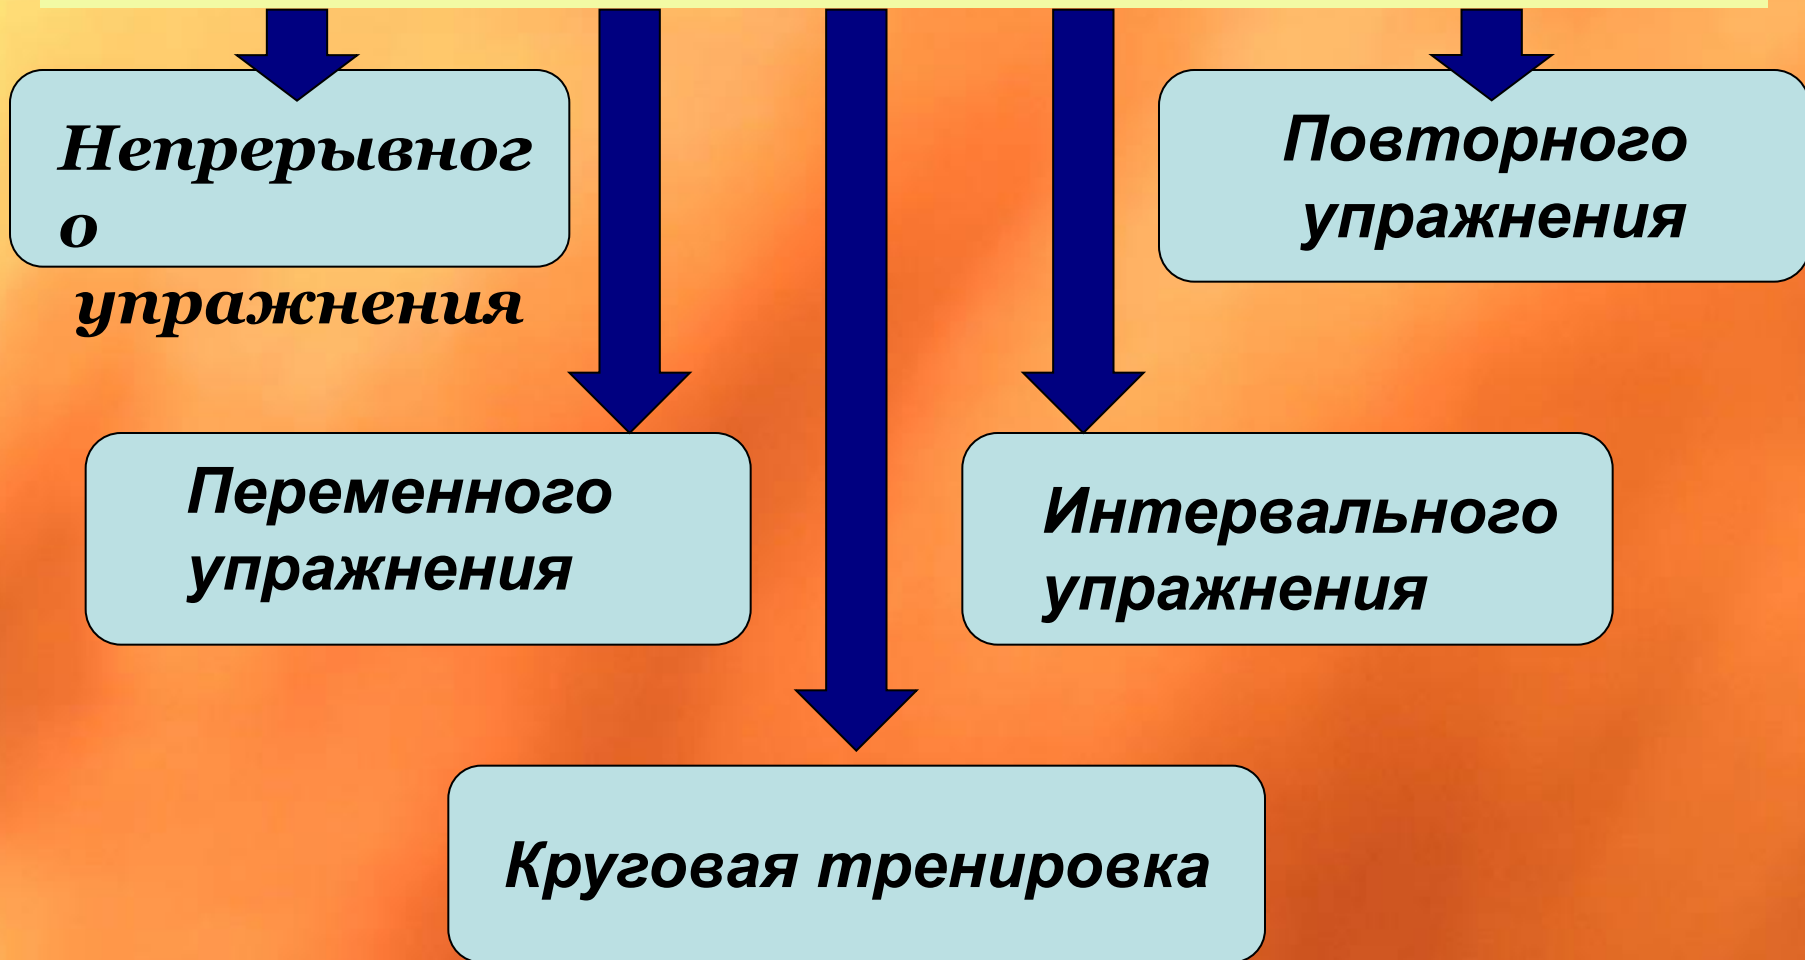 Непрерывног
о
упражнения
Повторного
упражнения
Переменного
упражнения
Интервального
упражнения
Круговая тренировка